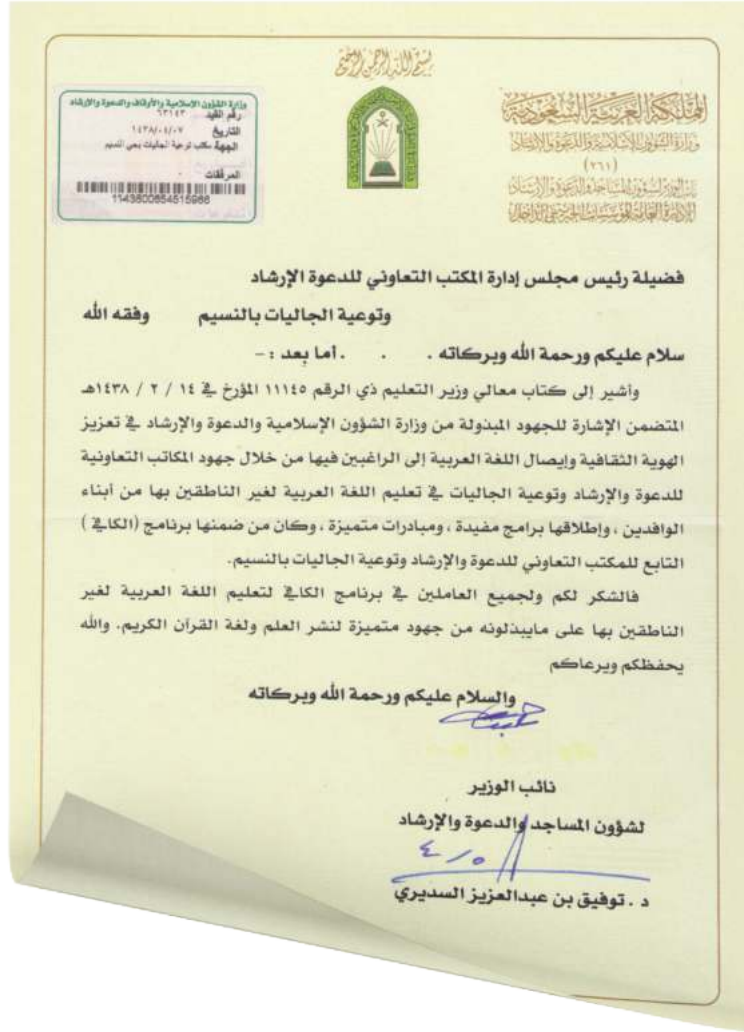 بسم الله الرحمن الرحيم
المملكة العربية السعودية
وزارة الشؤون الإسلامية والدعوة والإرشاد
(٢٦١)
نائب الوزير لشؤون المساجد والدعوة والإرشاد
الإدارة العامة للمؤسسات الخيرية في الداخل
وزارة الشؤون الإسلامية والأوقاف والدعوة والإرشاد
رقم القيد ٦٣١٤٣
التاريخ ١٤٣٨/٠٤/٠٧
الجهة مكتب توعية الجاليات بحي النسيم
المرفقات
1143800654515986
فضيلة رئيس مجلس إدارة المكتب التعاوني للدعوة الإرشاد
وتوعية الجاليات بالنسيم وفقه الله
سلام عليكم ورحمة الله وبركاته . . . أما بعد : –
وأشير إلى كتاب معالي وزير التعليم ذي الرقم ١١١٤٥ المؤرخ في ١٤ / ٢ / ١٤٣٨هـ
المتضمن الإشارة للجهود المبذولة من وزارة الشؤون الإسلامية والدعوة والإرشاد في تعزيز
الهوية الثقافية وإيصال اللغة العربية إلى الراغبين فيها من خلال جهود المكاتب التعاونية
للدعوة والإرشاد وتوعية الجاليات في تعليم اللغة العربية لغير الناطقين بها من أبناء
الوافدين ، وإطلاقها برامج مفيدة ، ومبادرات متميزة ، وكان من ضمنها برنامج (الكافي )
التابع للمكتب التعاوني للدعوة والإرشاد وتوعية الجاليات بالنسيم.
فالشكر لكم ولجميع العاملين في برنامج الكافي لتعليم اللغة العربية لغير
الناطقين بها على مايبذلونه من جهود متميزة لنشر العلم ولغة القرآن الكريم. والله
يحفظكم ويرعاكم
والسلام عليكم ورحمة الله وبركاته
نائب الوزير
لشؤون المساجد والدعوة والإرشاد
٤/٥
د . توفيق بن عبدالعزيز السديري